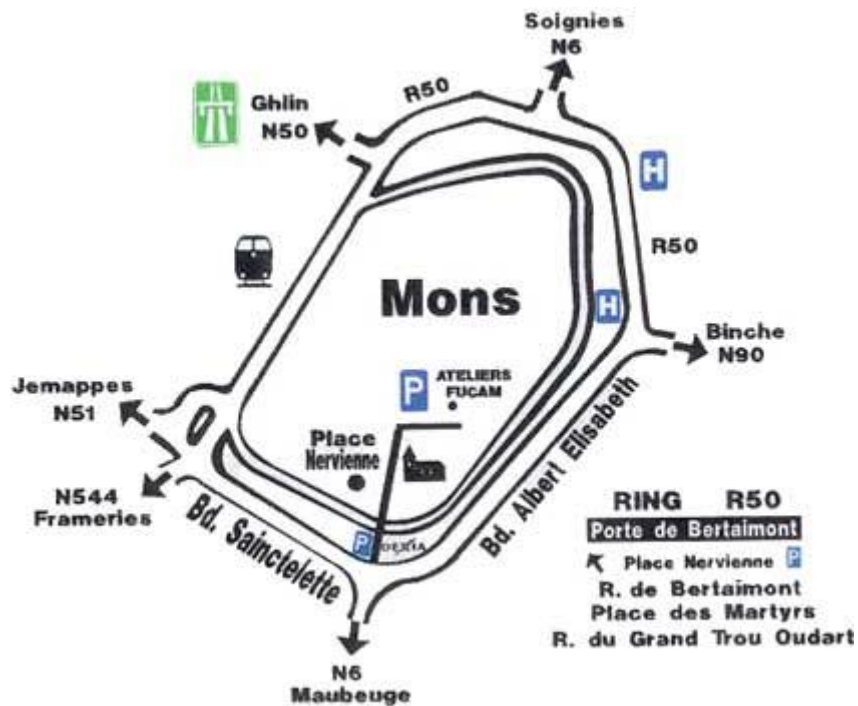 Soignies
N6
R50
Ghlin
N50
H
R50
Mons
H
Binche
N90
Jemappes
N51
P
ATELIERS
FUCAM
Place
Nervienne
N544
Frameries
Bd. Sainctelette
Bd. Albert Elisabeth
P
DEXIA
N6
Maubeuge
RING R50
Porte de Bertaimont
Place Nervienne P
R. de Bertaimont
Place des Martyrs
R. du Grand Trou Oudart